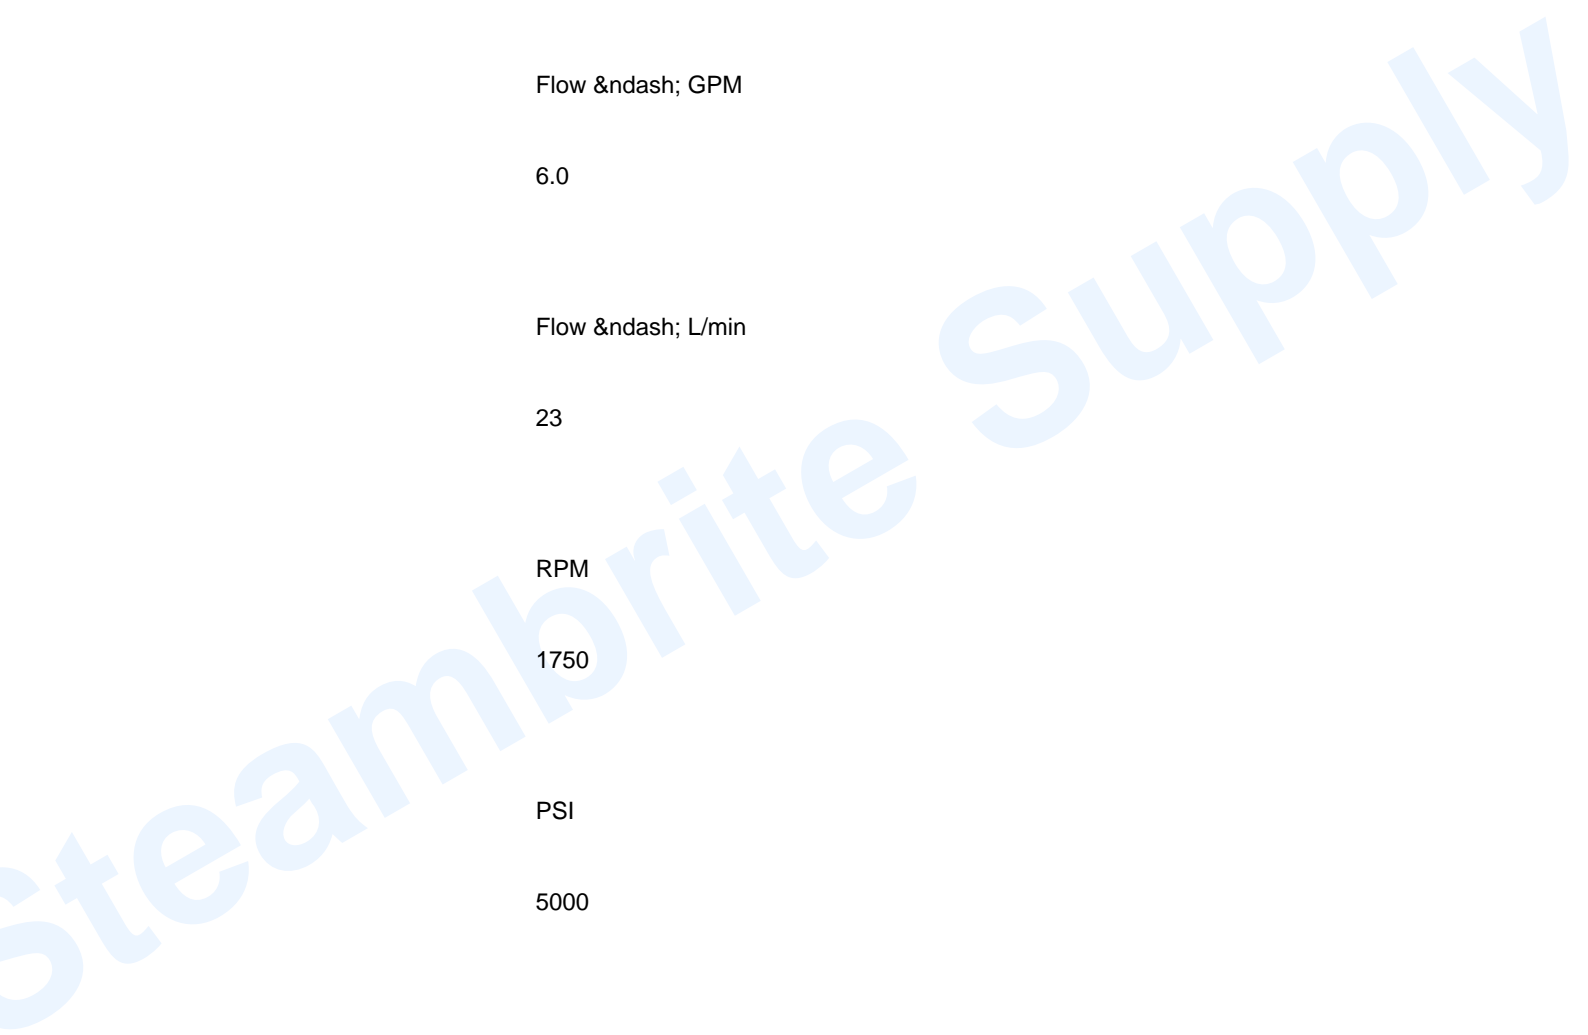 Flow &ndash; GPM
6.0
Flow &ndash; L/min
23
RPM
1750
PSI
5000
Steambrite Supply